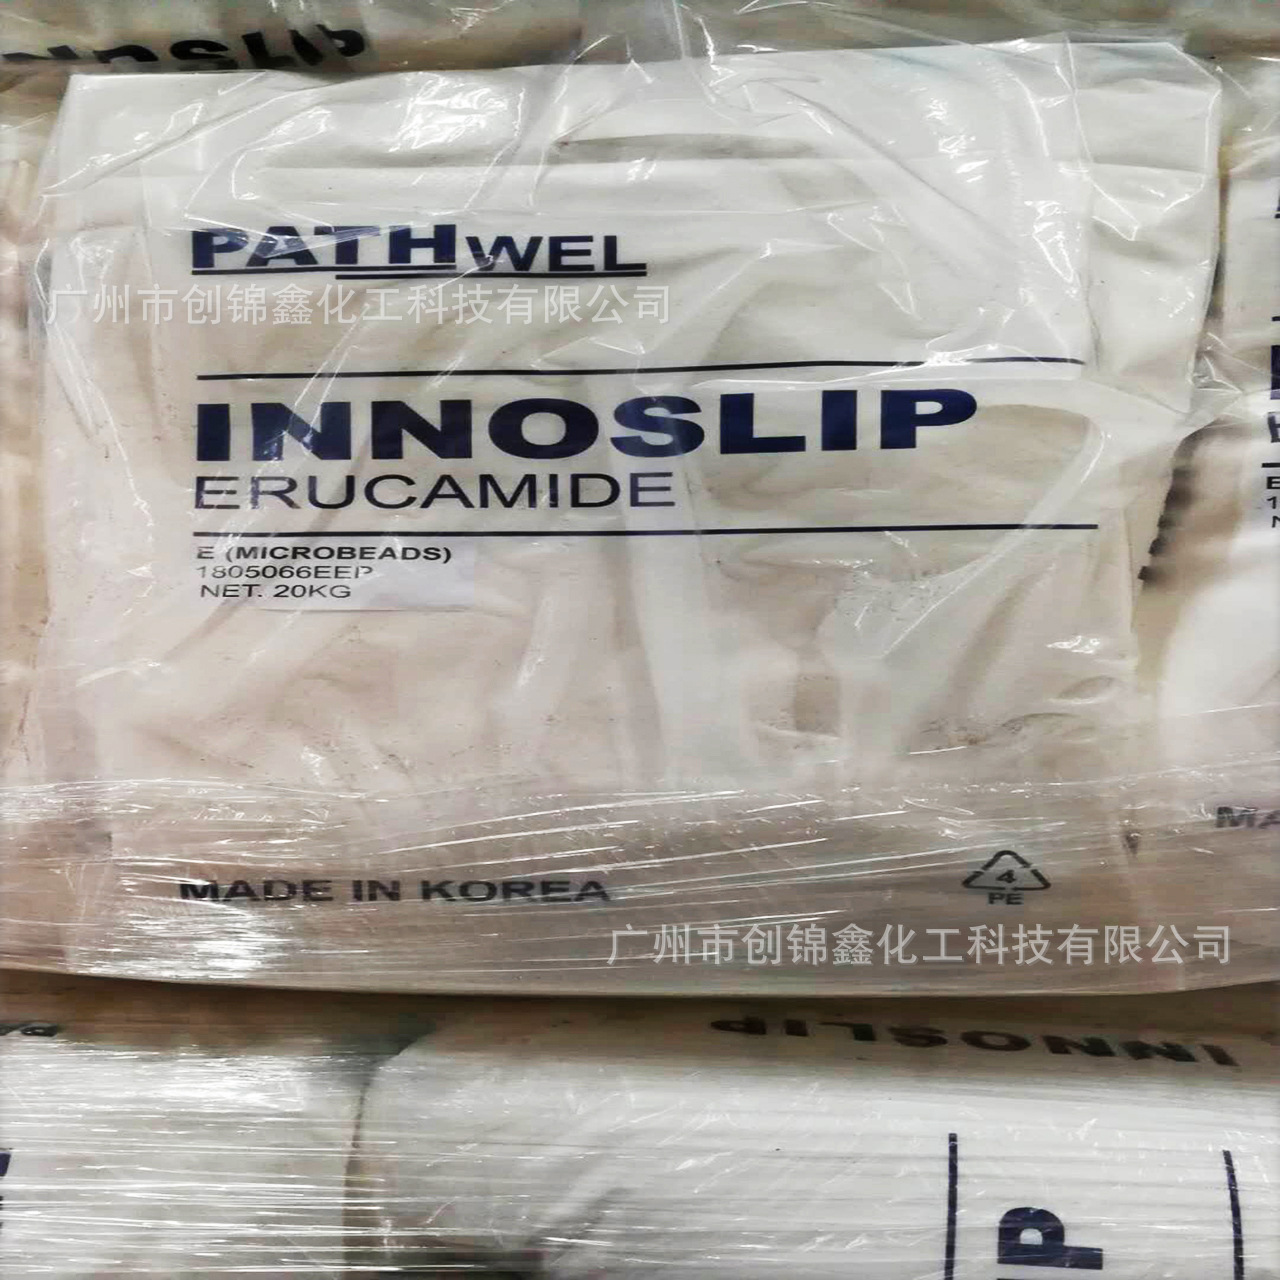 INNOSLIP
PATHWEL
广州市创锦鑫化工科技有限公司
INNOSLIP
ERUCAMIDE
E (MICROBEADS)
1805066EEP
NET. 20KG
MADE IN KOREA
4
PE
广州市创锦鑫化工科技有限公司
INNOSLIP